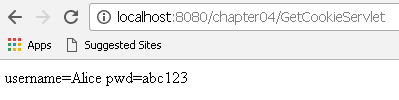 localhost:8080/chapter04/GetCookieServlet
Apps Suggested Sites
username=Alice pwd=abc123